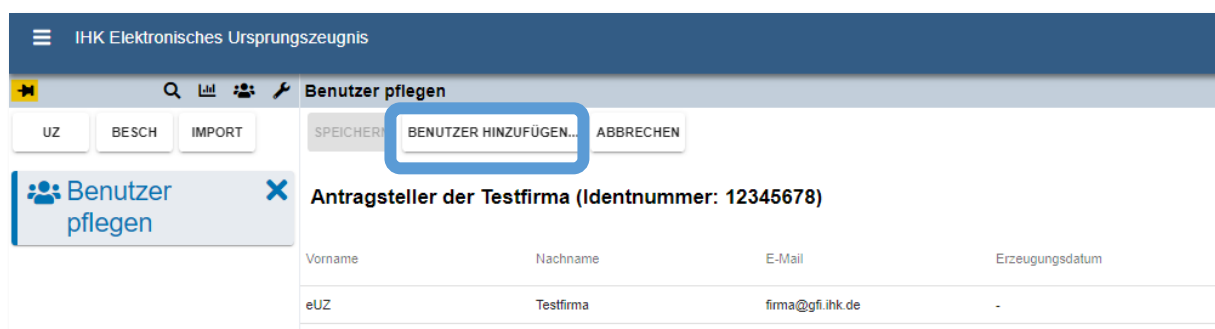 IHK Elektronisches Ursprungszeugnis
Benutzer pflegen
UZ BESCH IMPORT
SPEICHERN BENUTZER HINZUFÜGEN... ABBRECHEN
Benutzer
pflegen
Antragsteller der Testfirma (Identnummer: 12345678)
Vorname Nachname E-Mail Erzeugungsdatum
eUZ Testfirma firma@gfi.ihk.de -